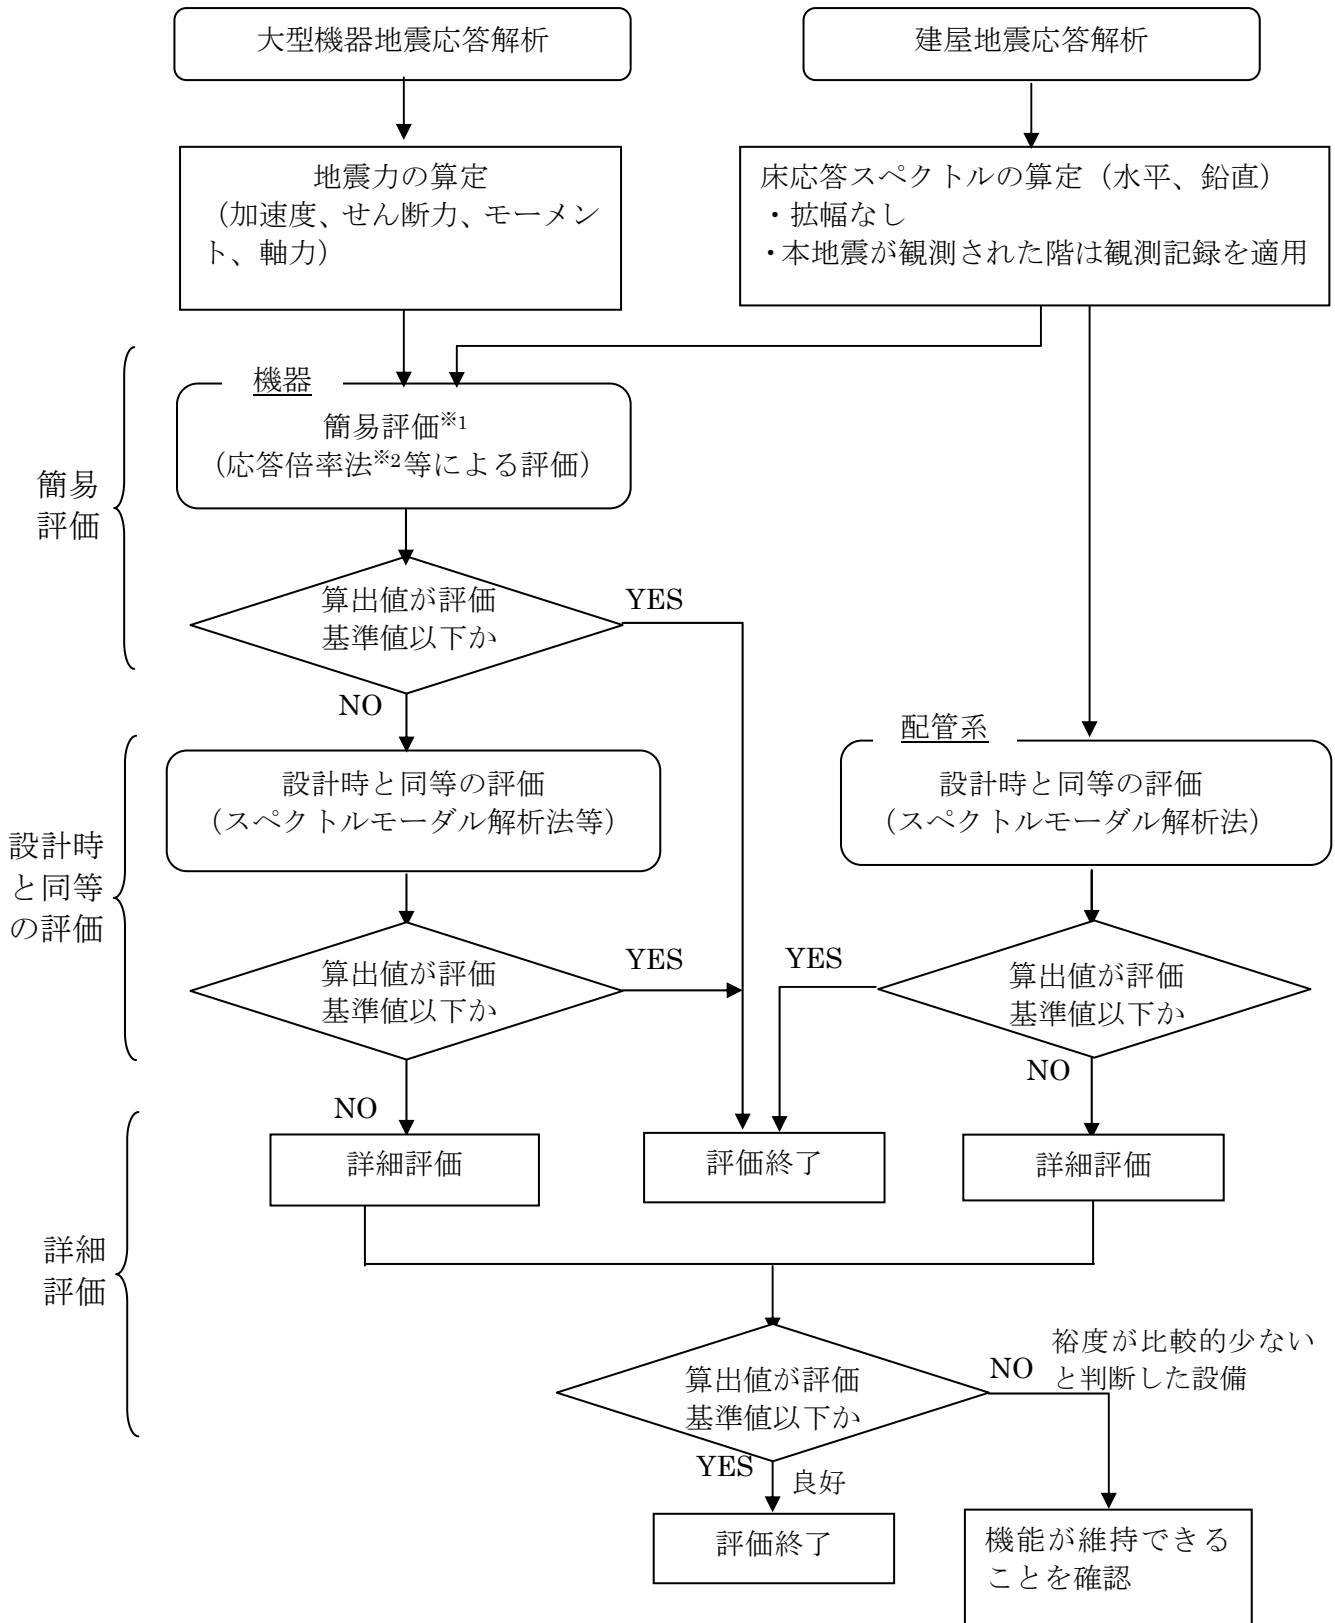 大型機器地震応答解析
建屋地震応答解析
地震力の算定
（加速度、せん断力、モーメン
ト、軸力）
床応答スペクトルの算定（水平、鉛直）
・拡幅なし
・本地震が観測された階は観測記録を適用
簡易
評価
機器
簡易評価※1
（応答倍率法※2等による評価）
算出値が評価
基準値以下か
YES
NO
設計時
と同等
の評価
設計時と同等の評価
（スペクトルモーダル解析法等）
配管系
設計時と同等の評価
（スペクトルモーダル解析法）
算出値が評価
基準値以下か
YES
NO
YES
算出値が評価
基準値以下か
NO
詳細
評価
詳細評価
評価終了
詳細評価
算出値が評価
基準値以下か
NO
裕度が比較的少ない
と判断した設備
YES
良好
評価終了
機能が維持できる
ことを確認